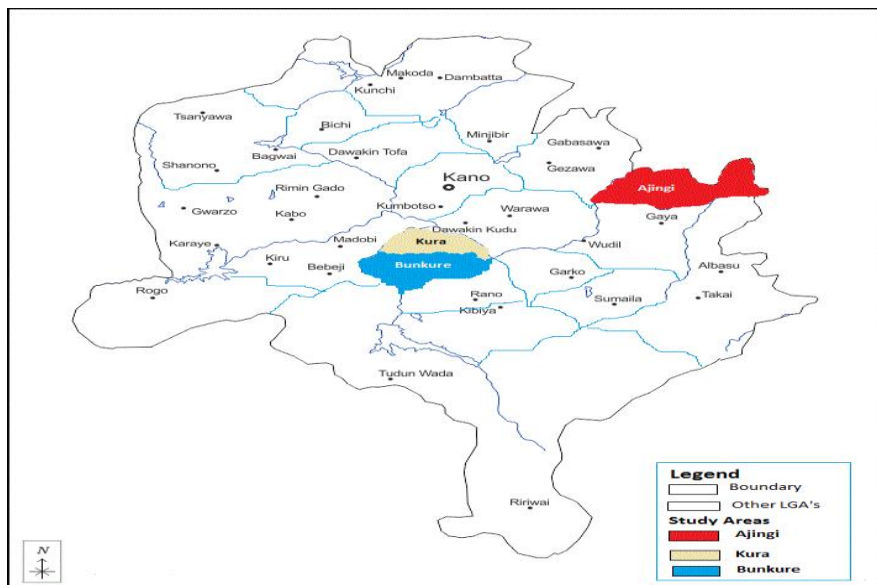 Makoda
Dambatta
Kunchi
Tsanyawa
Bichi
Minjibir
Gabasawa
Bagwai
Dawakin Tofa
Shanono
Gezawa
Kano
Ajingi
Rimin Gado
Gwarzo
Kabo
Kumbotso
Warawa
Gaya
Dawakin Kudu
Karaye
Madobi
Kura
Wudil
Kiru
Bebeji
Bunkure
Garko
Albasu
Rogo
Rano
Kibiya
Sumaila
Takai
Tudun Wada
Ririwai
Legend
Boundary
Other LGA's
Study Areas
Ajingi
Kura
Bunkure
N